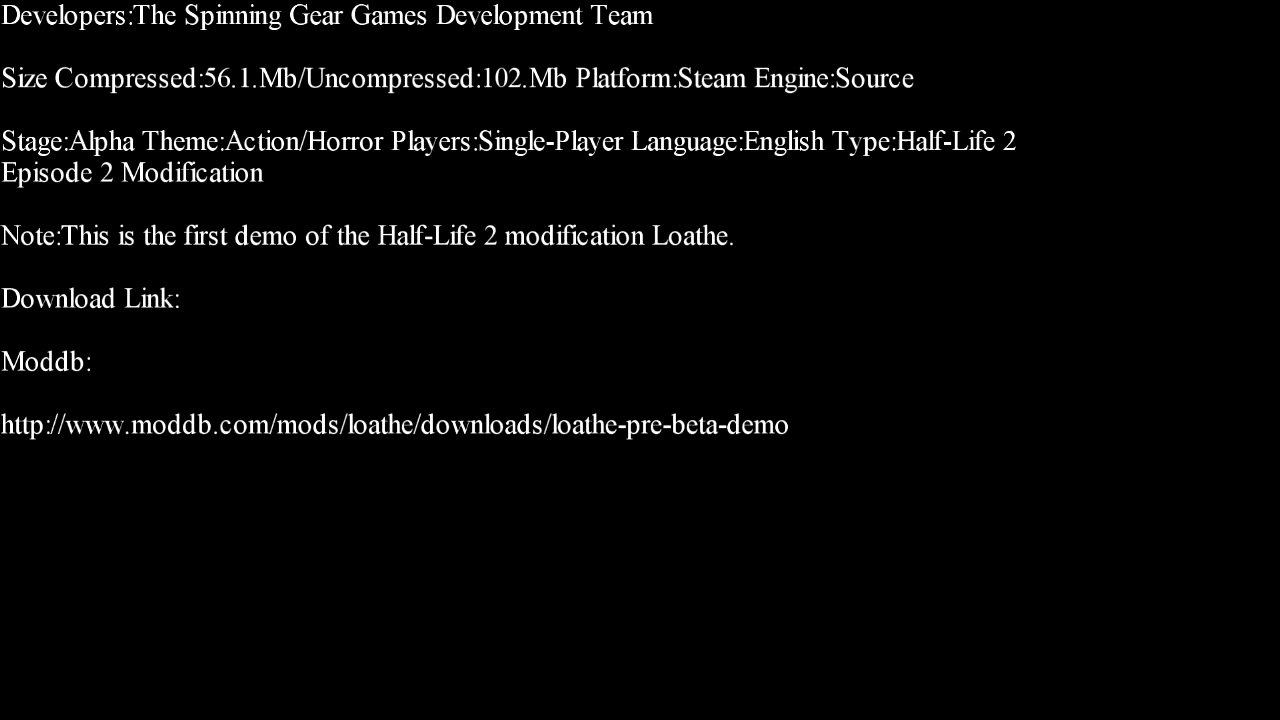 Developers:The Spinning Gear Games Development Team
Size Compressed:56.1.Mb/Uncompressed:102.Mb Platform:Steam Engine:Source
Stage:Alpha Theme:Action/Horror Players:Single-Player Language:English Type:Half-Life 2
Episode 2 Modification
Note:This is the first demo of the Half-Life 2 modification Loathe.
Download Link:
Moddb:
http://www.moddb.com/mods/loathe/downloads/loathe-pre-beta-demo